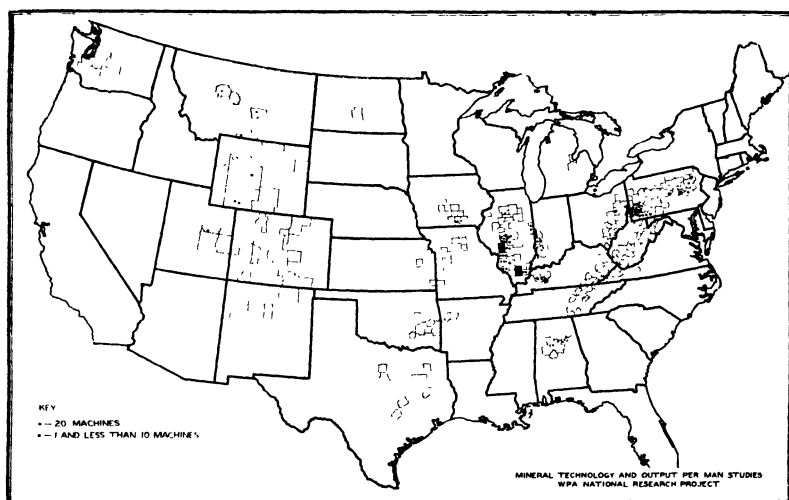 KEY
• – 20 MACHINES
• – 1 AND LESS THAN 10 MACHINES
MINERAL TECHNOLOGY AND OUTPUT PER MAN STUDIES
WPA NATIONAL RESEARCH PROJECT